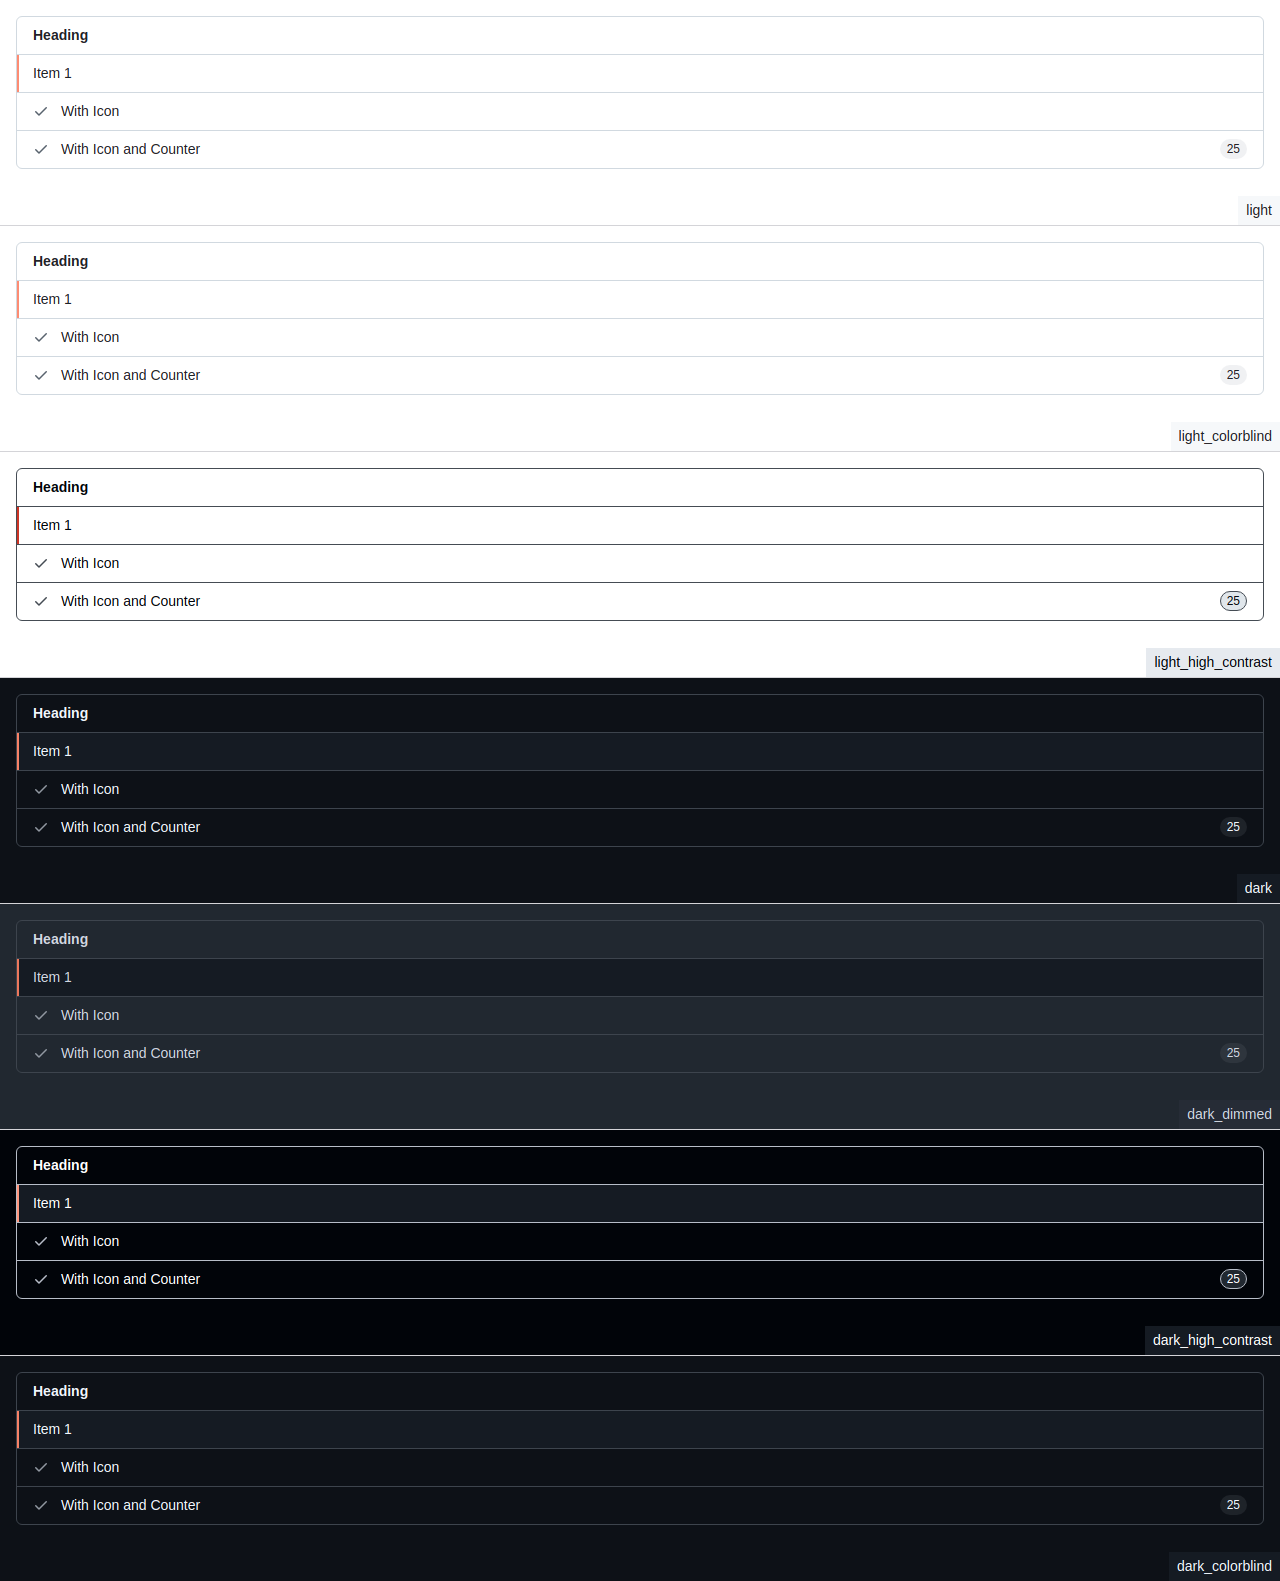 Heading
Item 1
With Icon
With Icon and Counter 25
light
Heading
Item 1
With Icon
With Icon and Counter 25
light_colorblind
Heading
Item 1
With Icon
With Icon and Counter 25
light_high_contrast
Heading
Item 1
With Icon
With Icon and Counter 25
dark
Heading
Item 1
With Icon
With Icon and Counter 25
dark_dimmed
Heading
Item 1
With Icon
With Icon and Counter 25
dark_high_contrast
Heading
Item 1
With Icon
With Icon and Counter 25
dark_colorblind